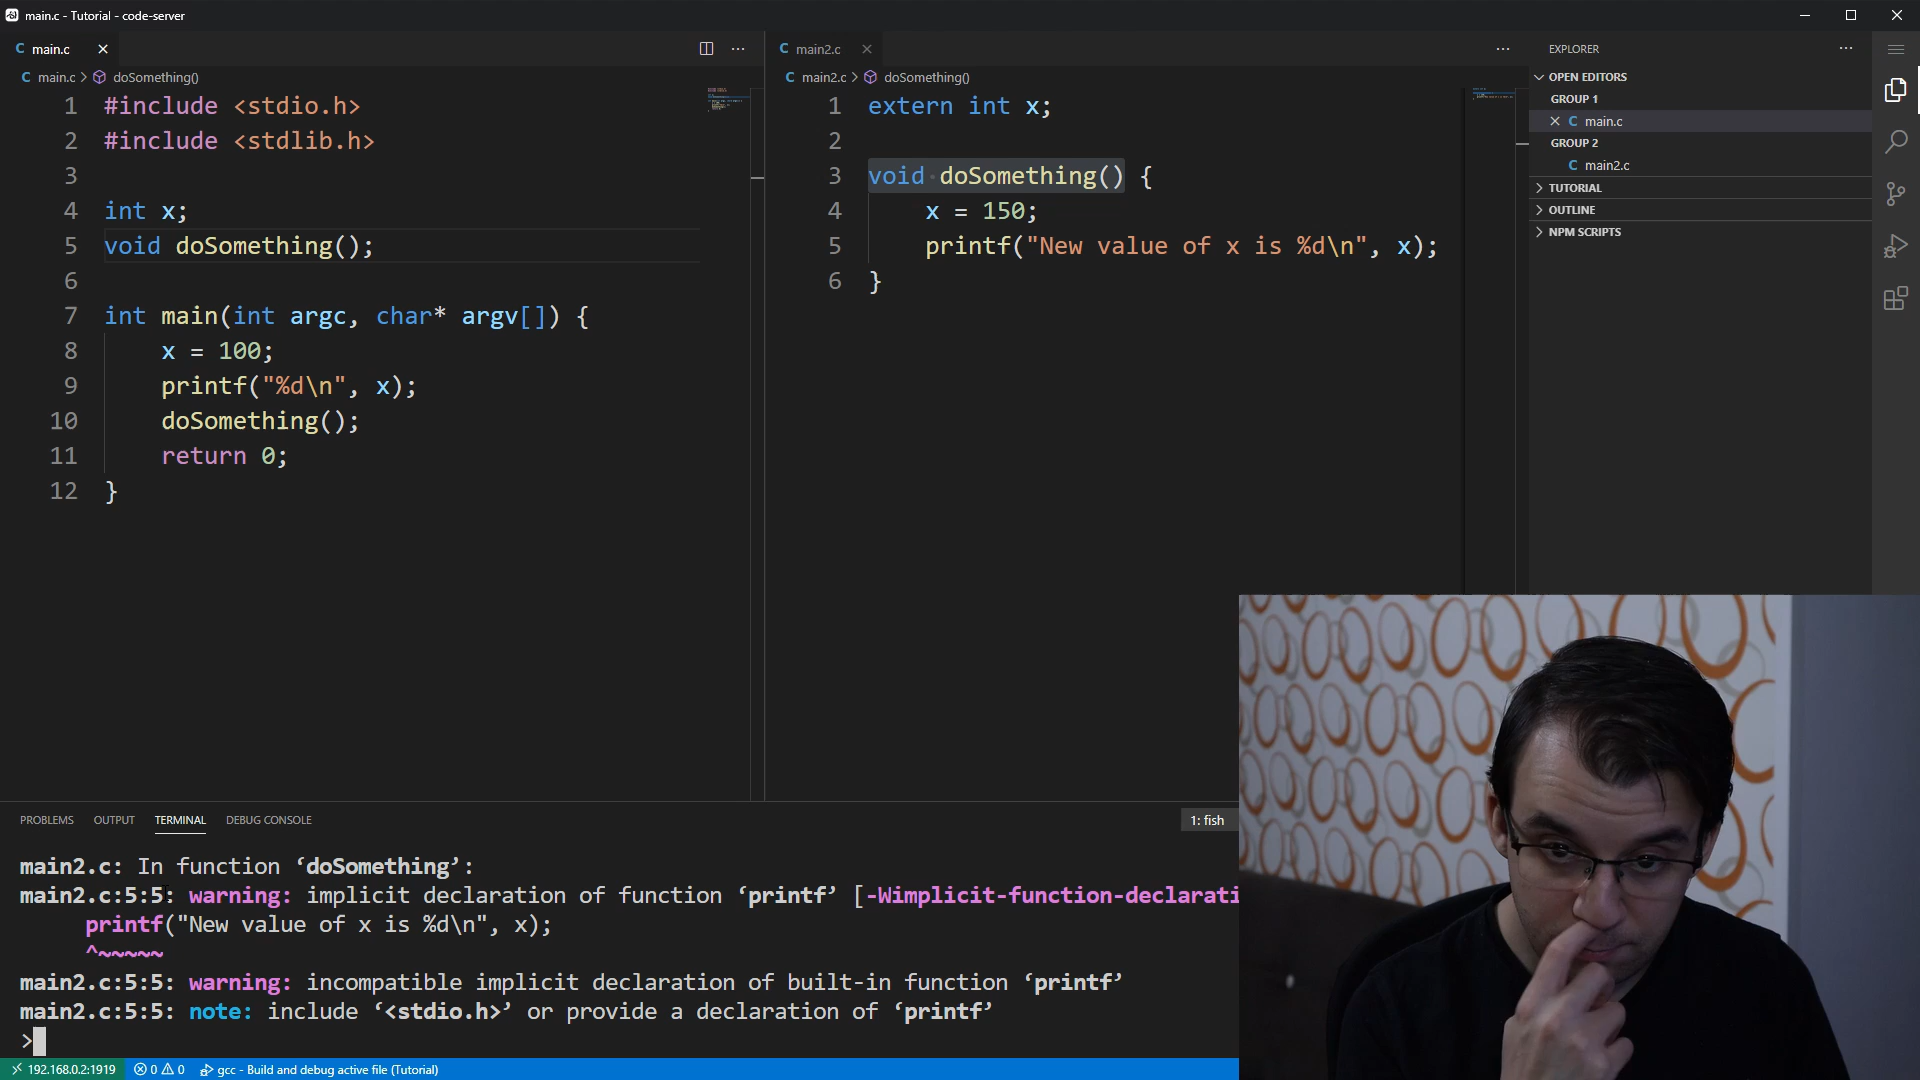 main.c - Tutorial - code-server
main.c
main.c > doSomething()
1 #include <stdio.h>
2 #include <stdlib.h>
3
4 int x;
5 void doSomething();
6
7 int main(int argc, char* argv[]) {
8 x = 100;
9 printf("%d\n", x);
10 doSomething();
11 return 0;
12 }
main2.c
main2.c > doSomething()
1 extern int x;
2
3 void doSomething() {
4 x = 150;
5 printf("New value of x is %d\n", x);
6 }
EXPLORER
OPEN EDITORS
GROUP 1
main.c
GROUP 2
main2.c
TUTORIAL
OUTLINE
NPM SCRIPTS
PROBLEMS OUTPUT TERMINAL DEBUG CONSOLE 1: fish
main2.c: In function ‘doSomething’:
main2.c:5:5: warning: implicit declaration of function ‘printf’ [-Wimplicit-function-declarati
printf("New value of x is %d\n", x);
^~~~~~
main2.c:5:5: warning: incompatible implicit declaration of built-in function ‘printf’
main2.c:5:5: note: include ‘<stdio.h>’ or provide a declaration of ‘printf’
>
192.168.0.2:1919 0 0 gcc - Build and debug active file (Tutorial)